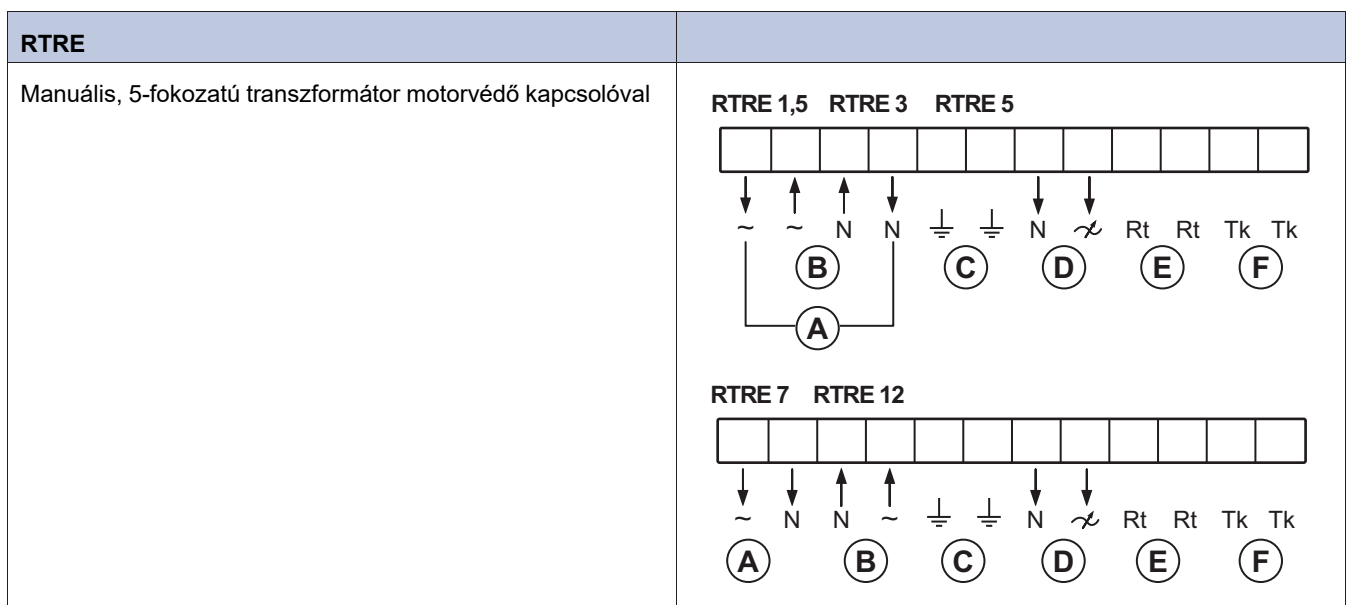 RTRE
Manuális, 5-fokozatú transzformátor motorvédő kapcsolóval
RTRE 1,5 RTRE 3 RTRE 5
~ ~ N N N Rt Rt Tk Tk
B C D E F
A
RTRE 7 RTRE 12
~ N N ~ N Rt Rt Tk Tk
A B C D E F